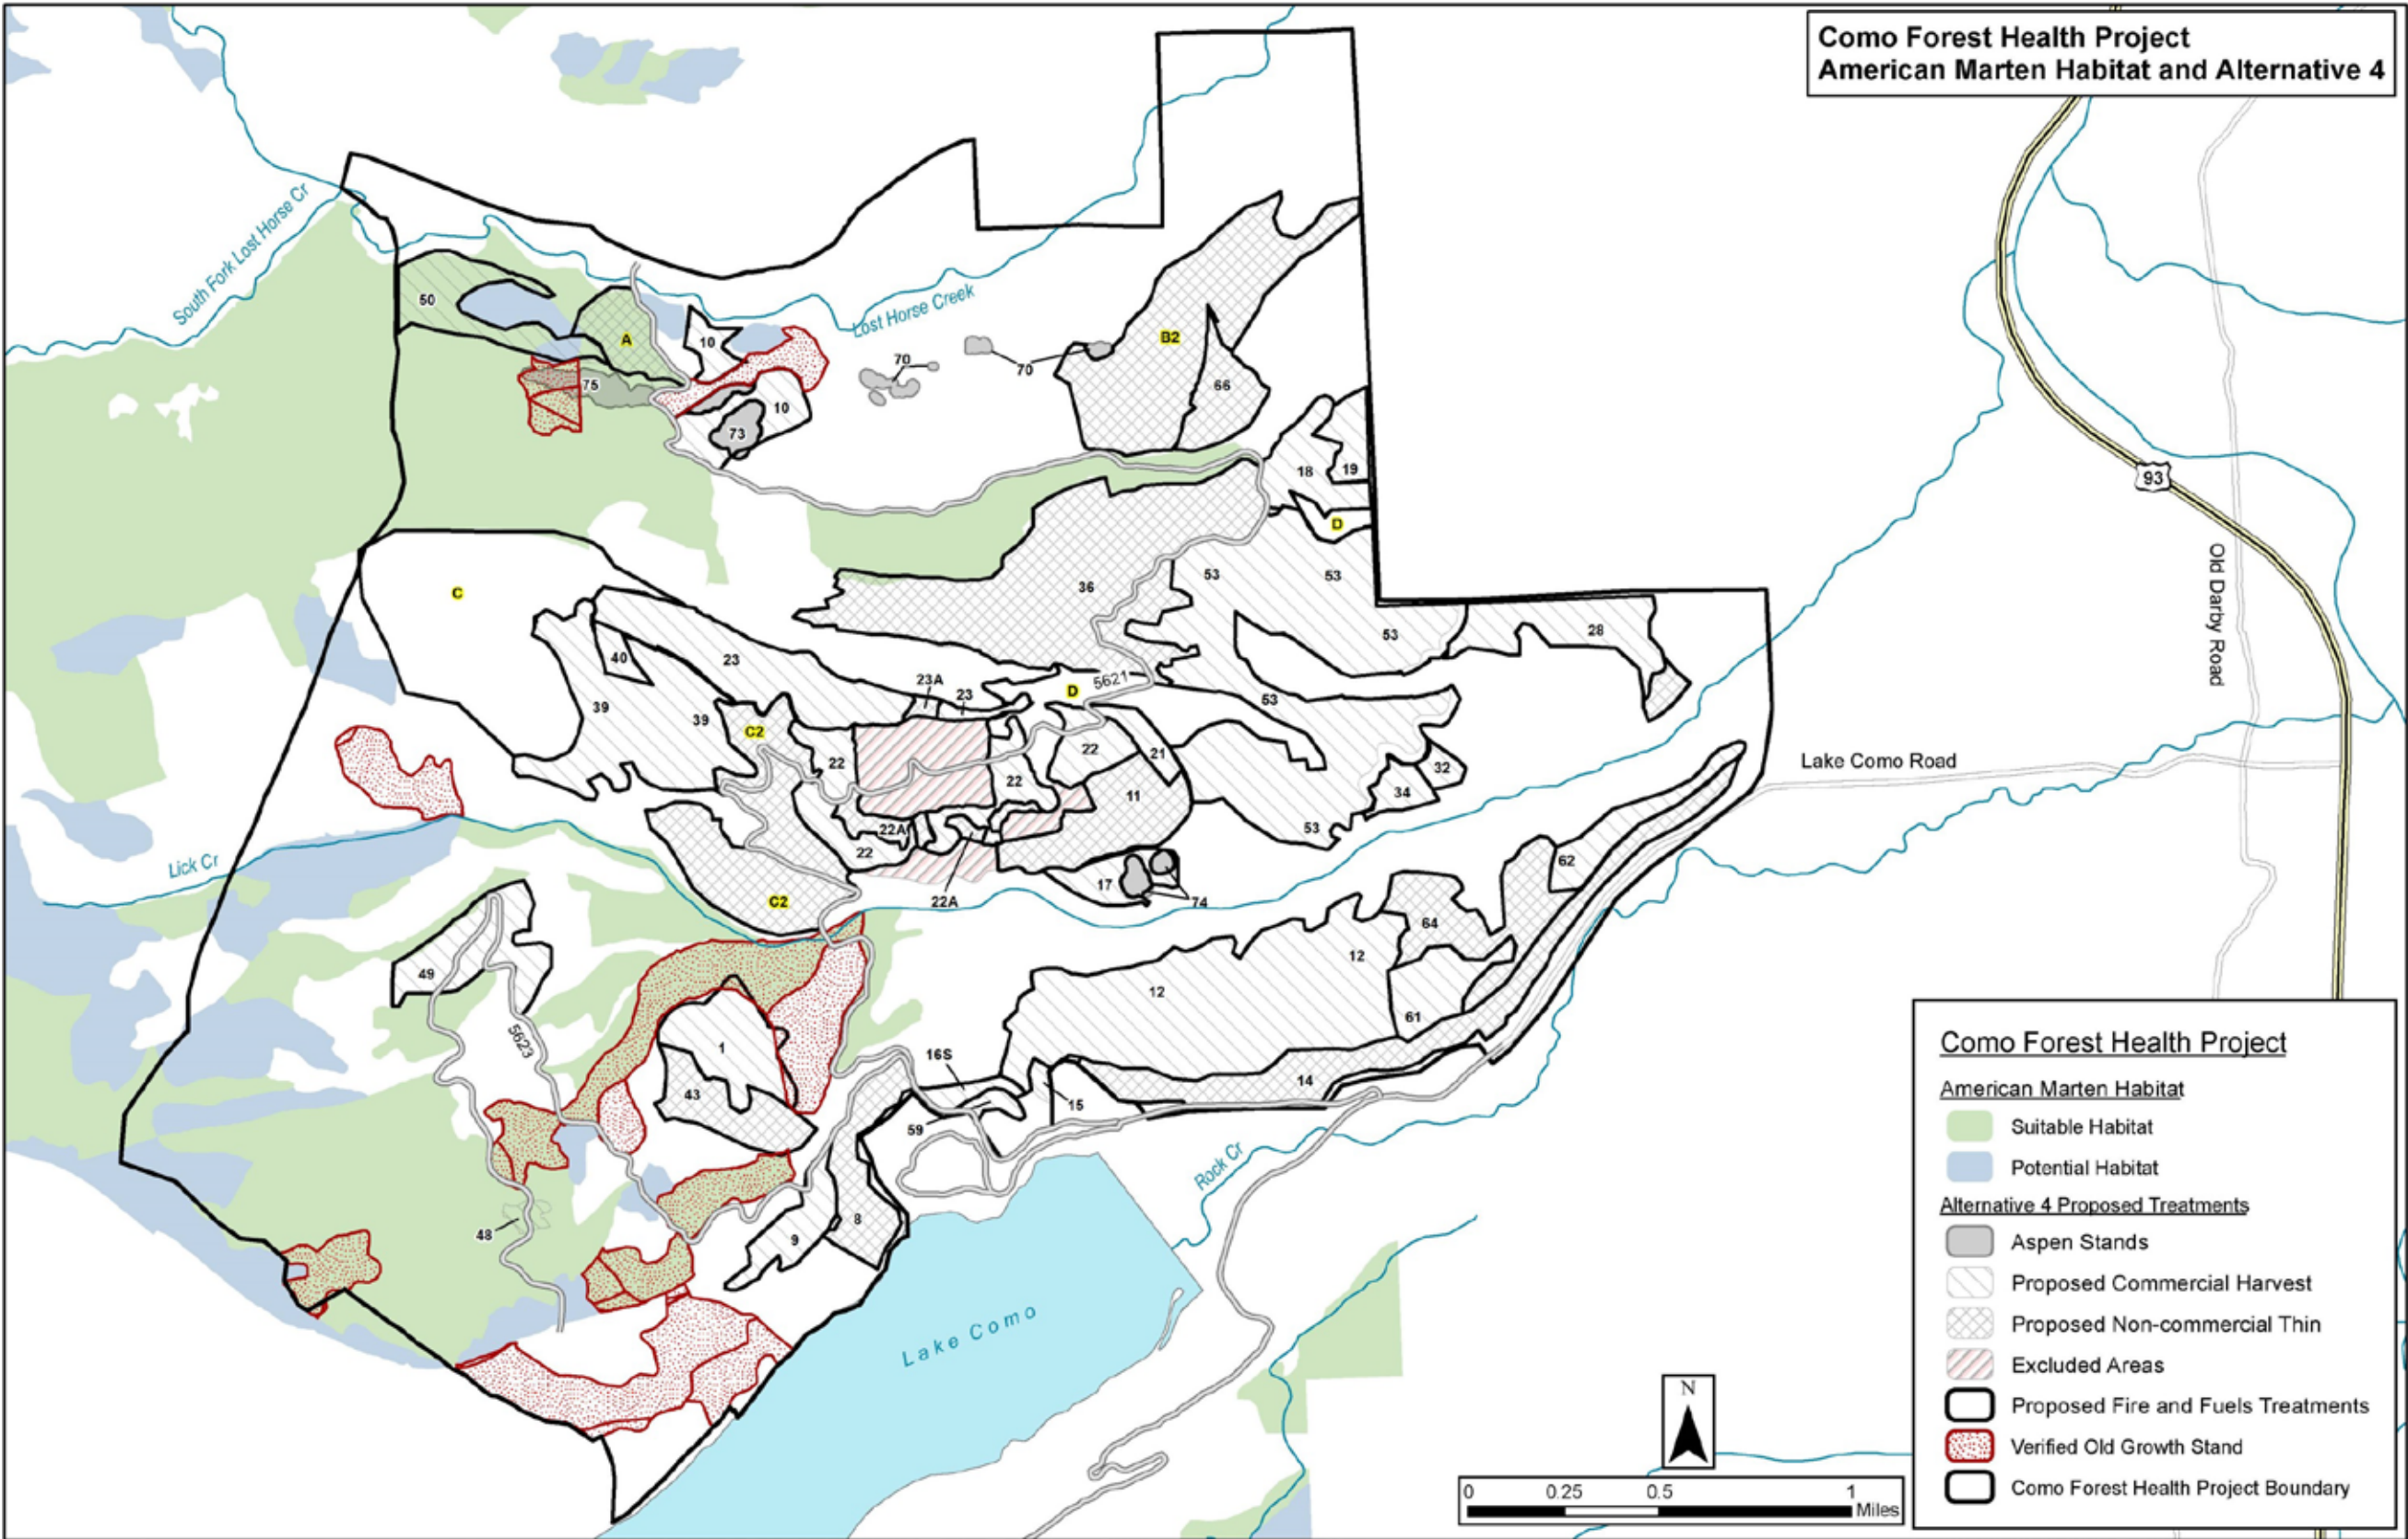 Como Forest Health Project
American Marten Habitat and Alternative 4
South Fork Lost Horse Cr
Lost Horse Creek
50
A
10
70
70
B2
66
75
10
73
18
19
93
D
C
36
53
53
Old Darby Road
53
28
40
23
23A
23
D
5621
53
39
39
C2
22
22
21
22
32
34
11
Lake Como Road
53
22A
22
62
Lick Cr
17
74
C2
22A
64
12
12
49
61
5623
1
16S
43
14
15
59
Rock Cr
8
48
9
Lake Como
Como Forest Health Project
American Marten Habitat
Suitable Habitat
Potential Habitat
Alternative 4 Proposed Treatments
Aspen Stands
Proposed Commercial Harvest
Proposed Non-commercial Thin
Excluded Areas
Proposed Fire and Fuels Treatments
Verified Old Growth Stand
Como Forest Health Project Boundary
N
0 0.25 0.5 1
Miles